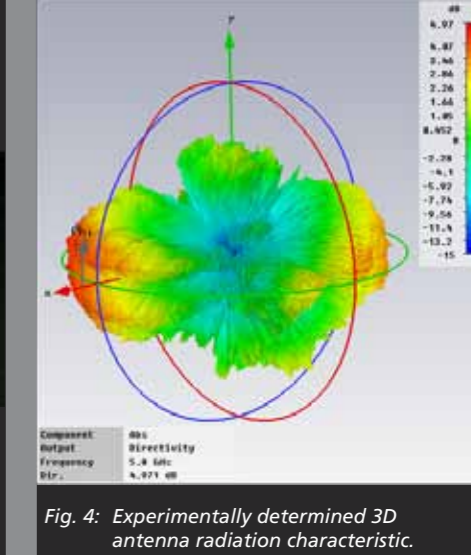 y
dB
4.97
4.07
3.46
2.86
2.26
1.66
1.05
0.452
0
-2.28
-4.1
-5.92
-7.74
-9.56
-11.4
-13.2
-15
x
Component Abs
Output Directivity
Frequency 5.0 GHz
Dir. 4.971 dB
Fig. 4: Experimentally determined 3D
antenna radiation characteristic.